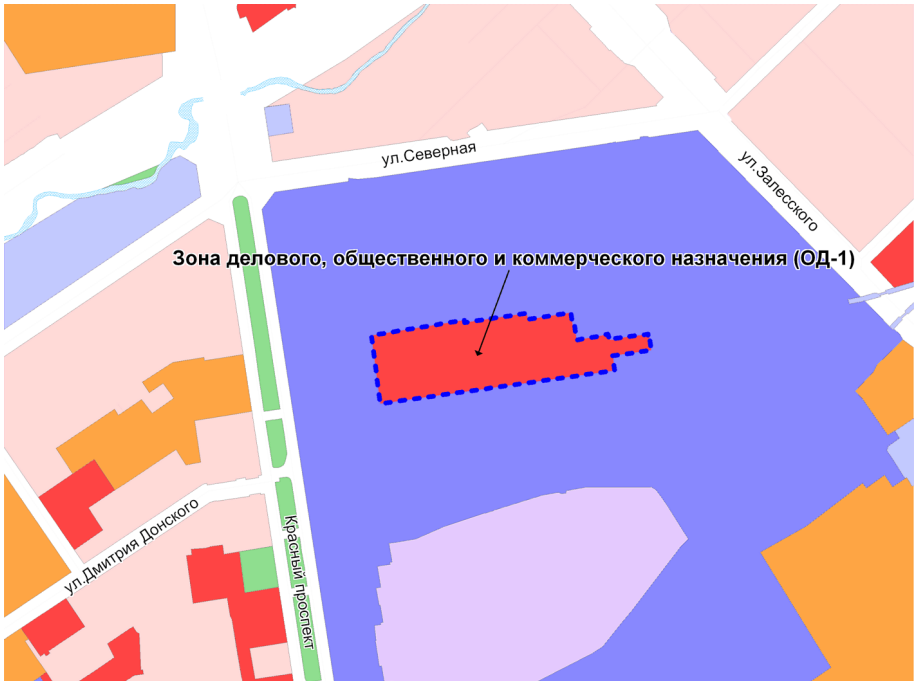 ул.Северная
ул.Залесского
Зона делового, общественного и коммерческого назначения (ОД-1)
ул.Дмитрия Донского
Красный проспект